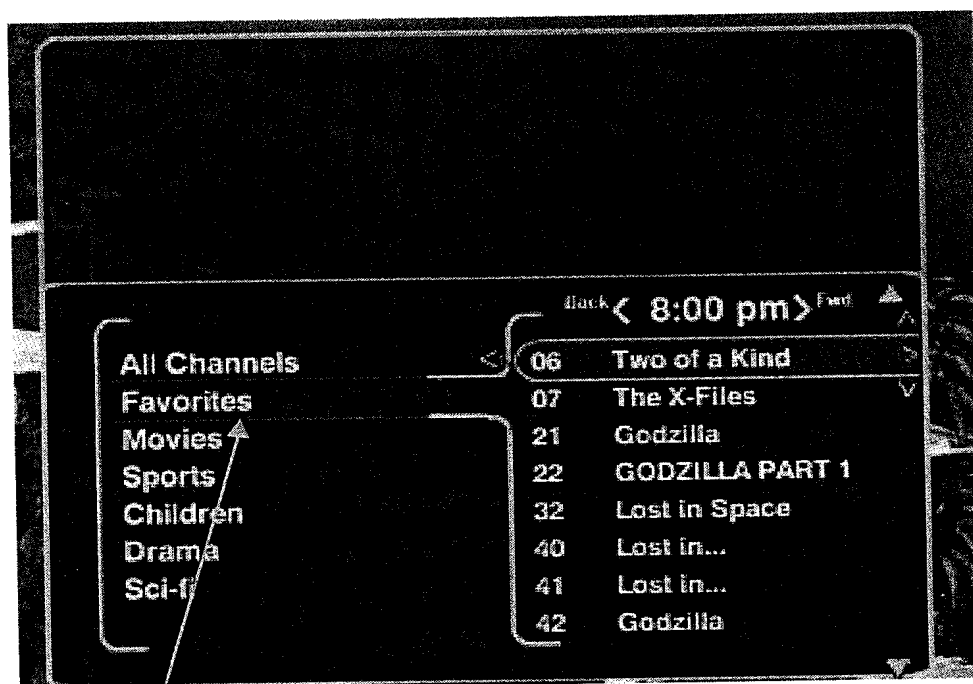 Back < 8:00 pm > Fwd
All Channels
Favorites
Movies
Sports
Children
Drama
Sci-fi
06 Two of a Kind
07 The X-Files
21 Godzilla
22 GODZILLA PART 1
32 Lost in Space
40 Lost in...
41 Lost in...
42 Godzilla